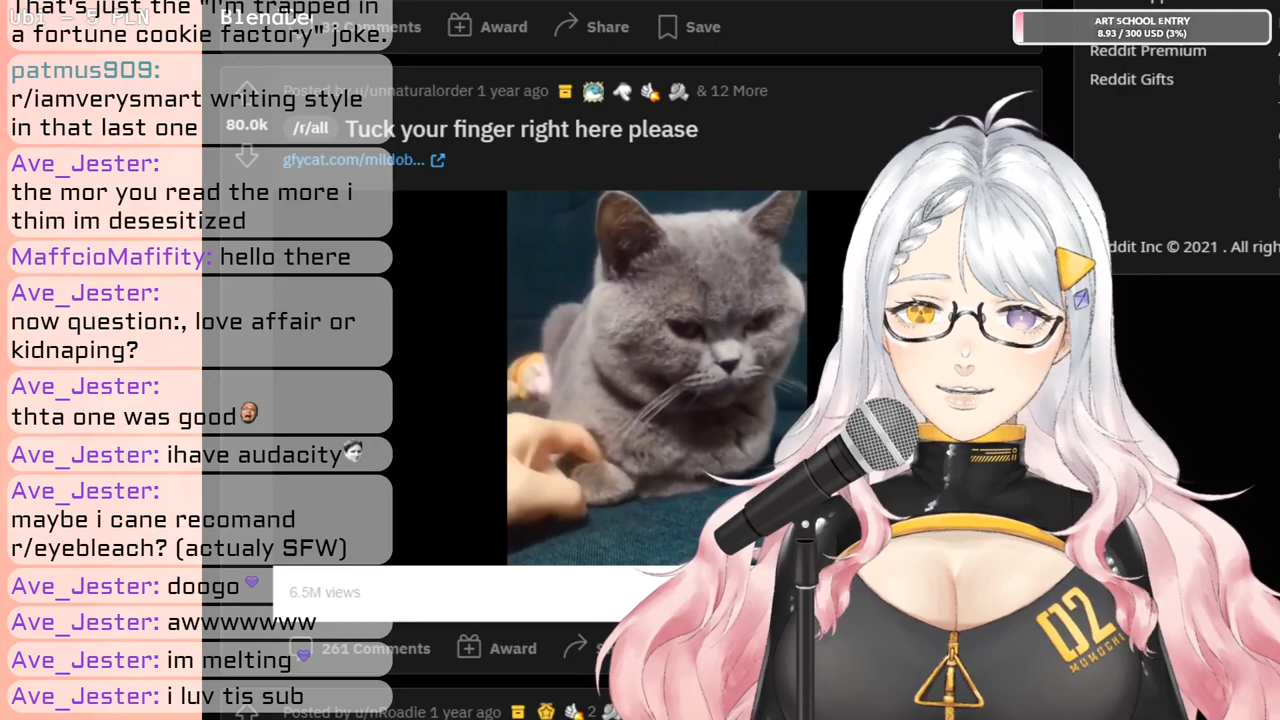 That's just the "I'm trapped in
a fortune cookie factory" joke.
Ubi - 5 PLN
patmus909:
r/iamverysmart writing style
in that last one
Ave_Jester:
the mor you read the more i
thim im desesitized
MaffcioMafifity: hello there
Ave_Jester:
now question:, love affair or
kidnaping?
Ave_Jester:
thta one was good
Ave_Jester: ihave audacity
Ave_Jester:
maybe i cane recomand
r/eyebleach? (actualy SFW)
Ave_Jester: doogo
Ave_Jester: awwwwwww
Ave_Jester: im melting
Ave_Jester: i luv tis sub
Comments Award Share Save
Posted by u/unnaturalorder 1 year ago & 12 More
80.0k /r/all Tuck your finger right here please
gfycat.com/mildob...
6.5M views
261 Comments Award
Posted by u/nRoadie 1 year ago 2
ART SCHOOL ENTRY
8.93 / 300 USD (3%)
Reddit Premium
Reddit Gifts
ddit Inc © 2021 . All righ
02
MOMOCHI